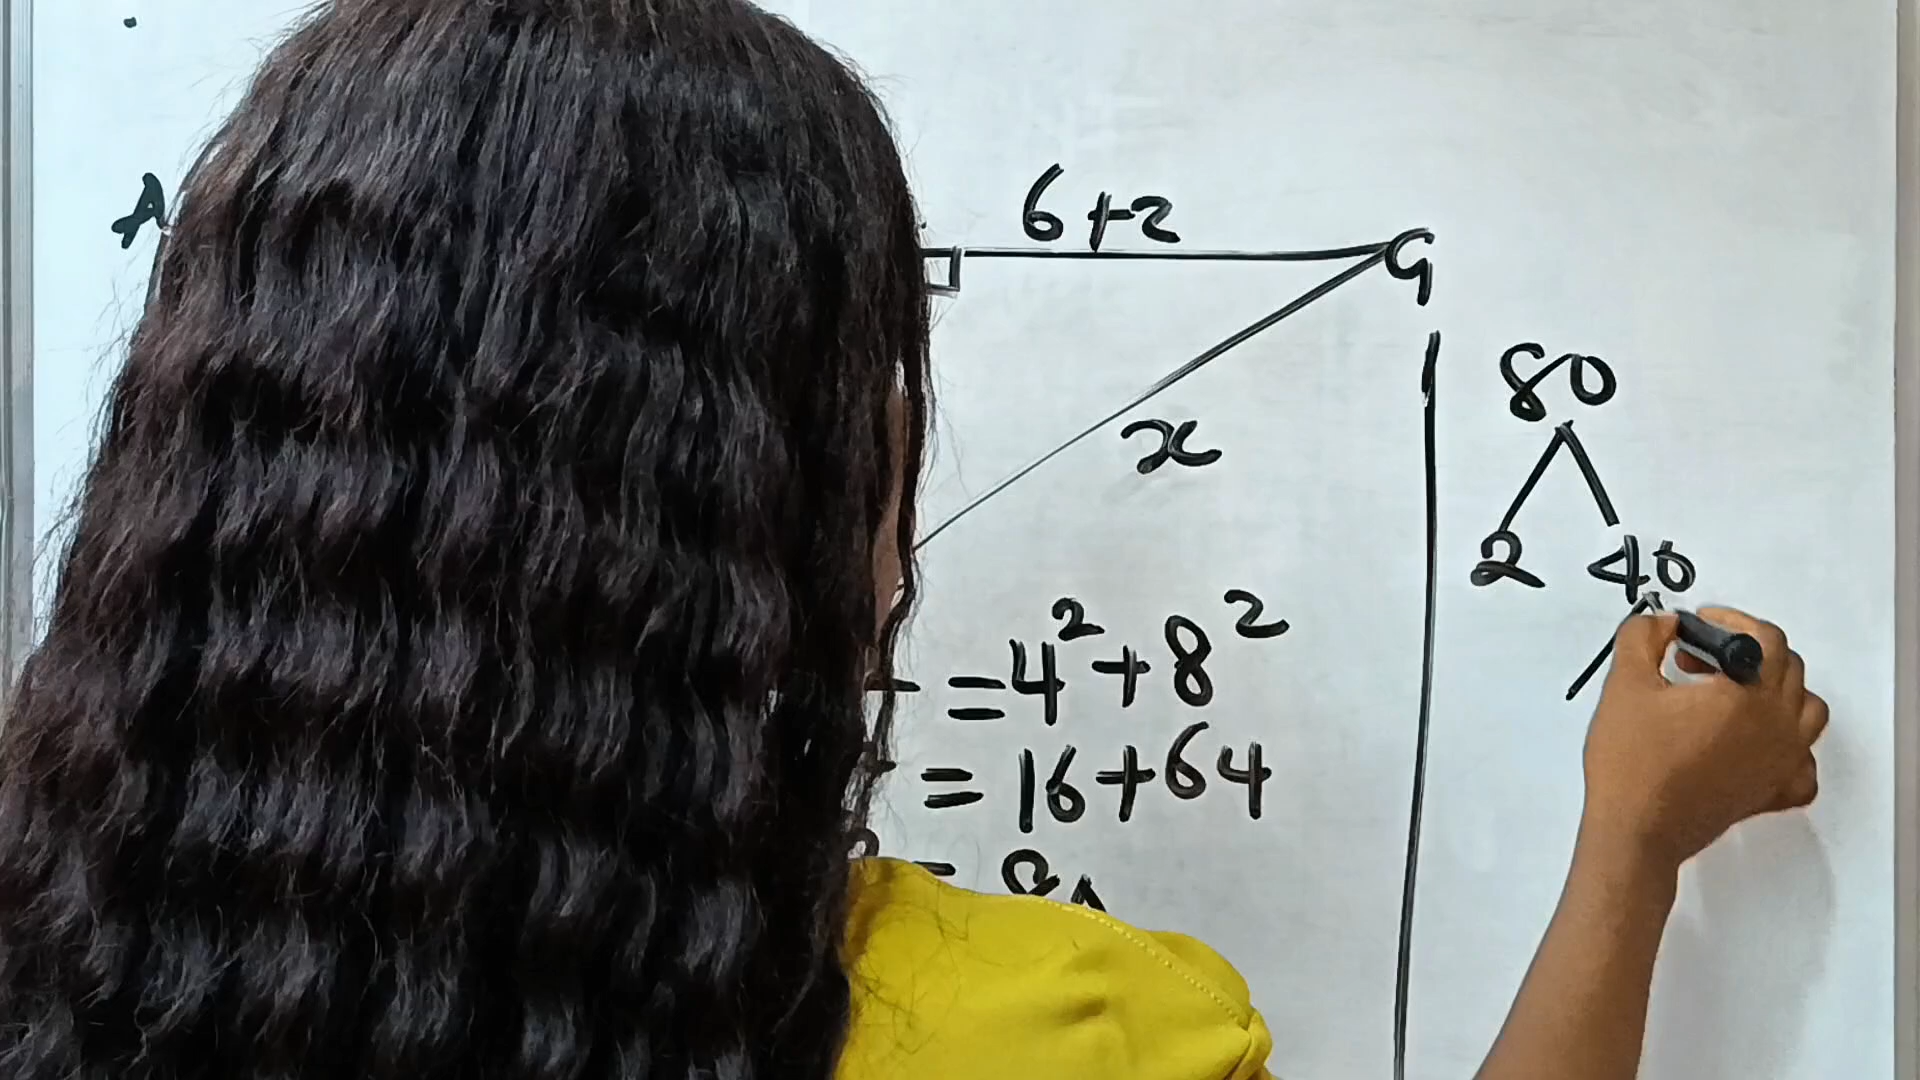 A
6+2
G
x
80
2 40
= 4² + 8²
= 16+64